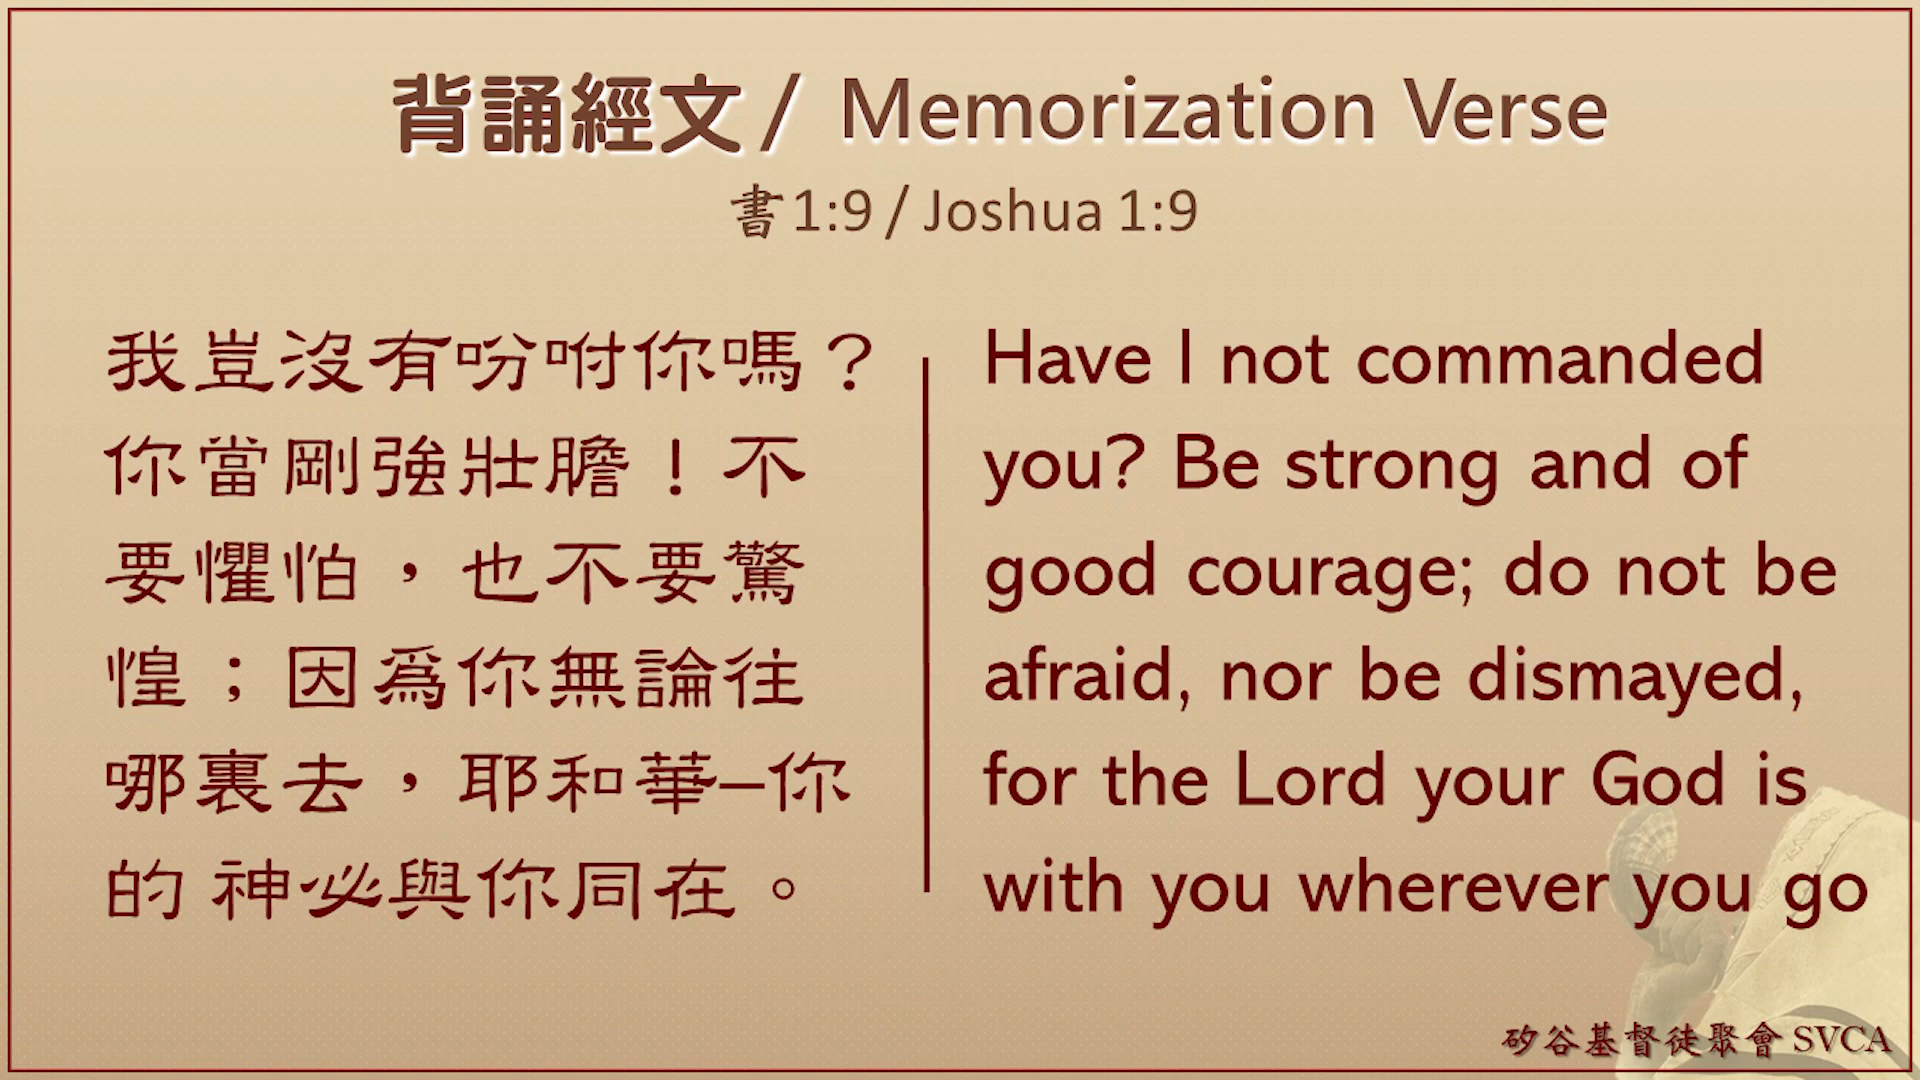 背誦經文/ Memorization Verse
書1:9 / Joshua 1:9
我豈沒有吩咐你嗎？
你當剛強壯膽！不
要懼怕，也不要驚
惶；因爲你無論往
哪裏去，耶和華─你
的 神必與你同在。
Have I not commanded
you? Be strong and of
good courage; do not be
afraid, nor be dismayed,
for the Lord your God is
with you wherever you go
矽谷基督徒聚會 SVCA